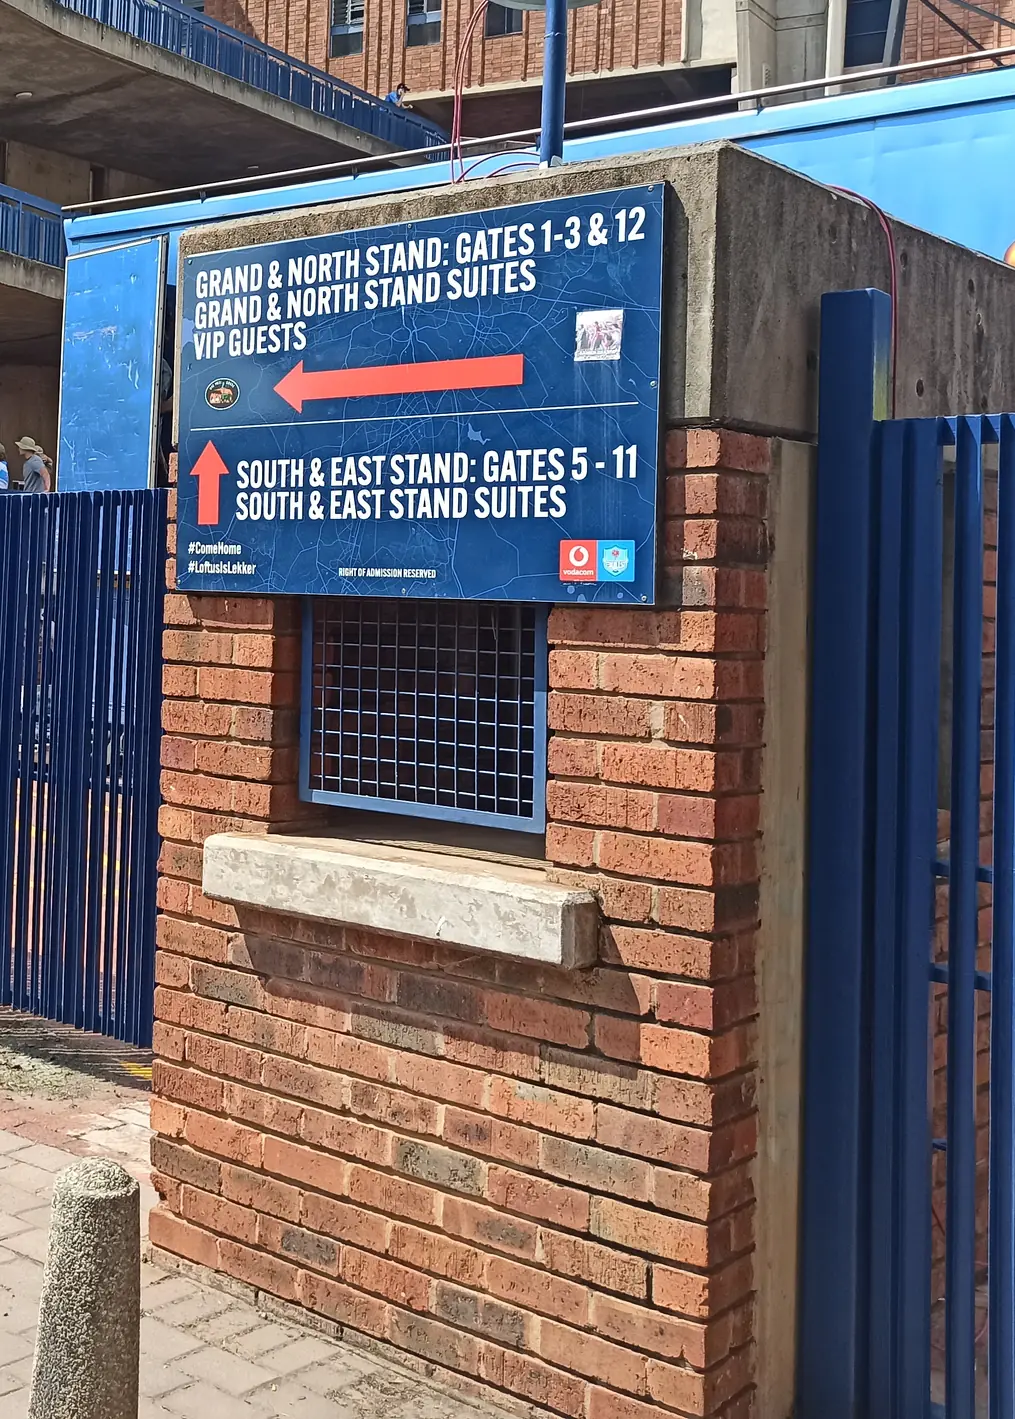 GRAND & NORTH STAND: GATES 1-3 & 12
GRAND & NORTH STAND SUITES
VIP GUESTS
SOUTH & EAST STAND: GATES 5 - 11
SOUTH & EAST STAND SUITES
#ComeHome
#LoftusIsLekker
RIGHT OF ADMISSION RESERVED
vodacom